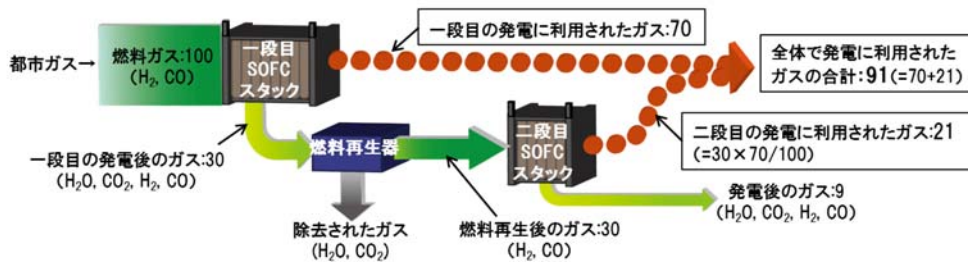 都市ガス→
燃料ガス:100
(H₂, CO)
一段目
SOFC
スタック
一段目の発電に利用されたガス:70
全体で発電に利用された
ガスの合計:91(=70+21)
一段目の発電後のガス:30
(H₂O, CO₂, H₂, CO)
燃料再生器
二段目
SOFC
スタック
二段目の発電に利用されたガス:21
(=30×70/100)
除去されたガス
(H₂O, CO₂)
燃料再生後のガス:30
(H₂, CO)
発電後のガス:9
(H₂O, CO₂, H₂, CO)